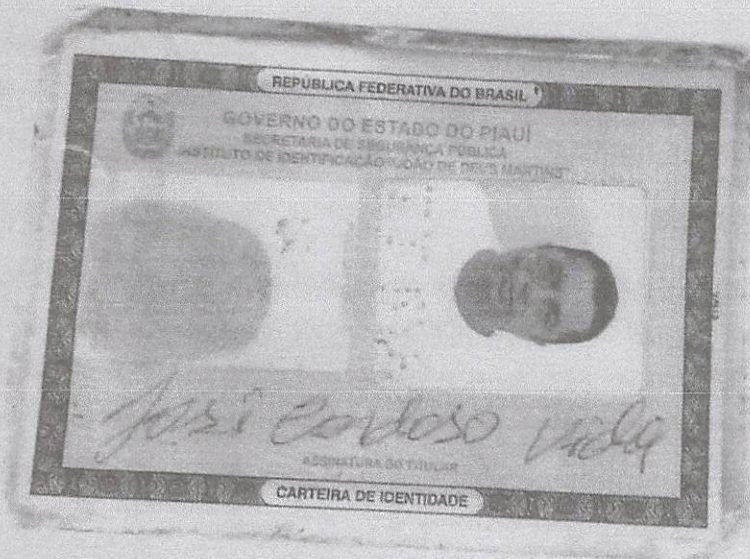 REPÚBLICA FEDERATIVA DO BRASIL
GOVERNO DO ESTADO DO PIAUÍ
SECRETARIA DE SEGURANÇA PÚBLICA
INSTITUTO DE IDENTIFICAÇÃO "JOÃO DE DEUS MARTINS"
José Cardoso
ASSINATURA DO TITULAR
CARTEIRA DE IDENTIDADE